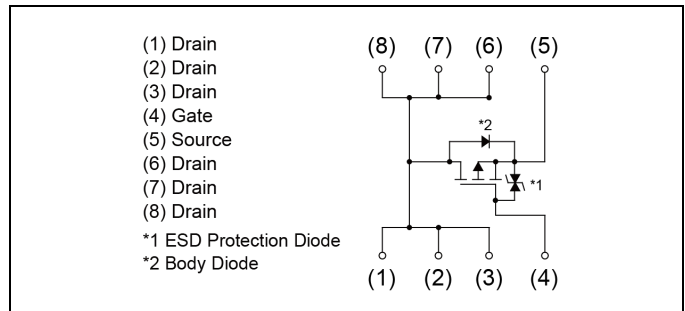 (1) Drain
(2) Drain
(3) Drain
(4) Gate
(5) Source
(6) Drain
(7) Drain
(8) Drain
*1 ESD Protection Diode
*2 Body Diode
(8) (7) (6) (5)
*2
*1
(1) (2) (3) (4)